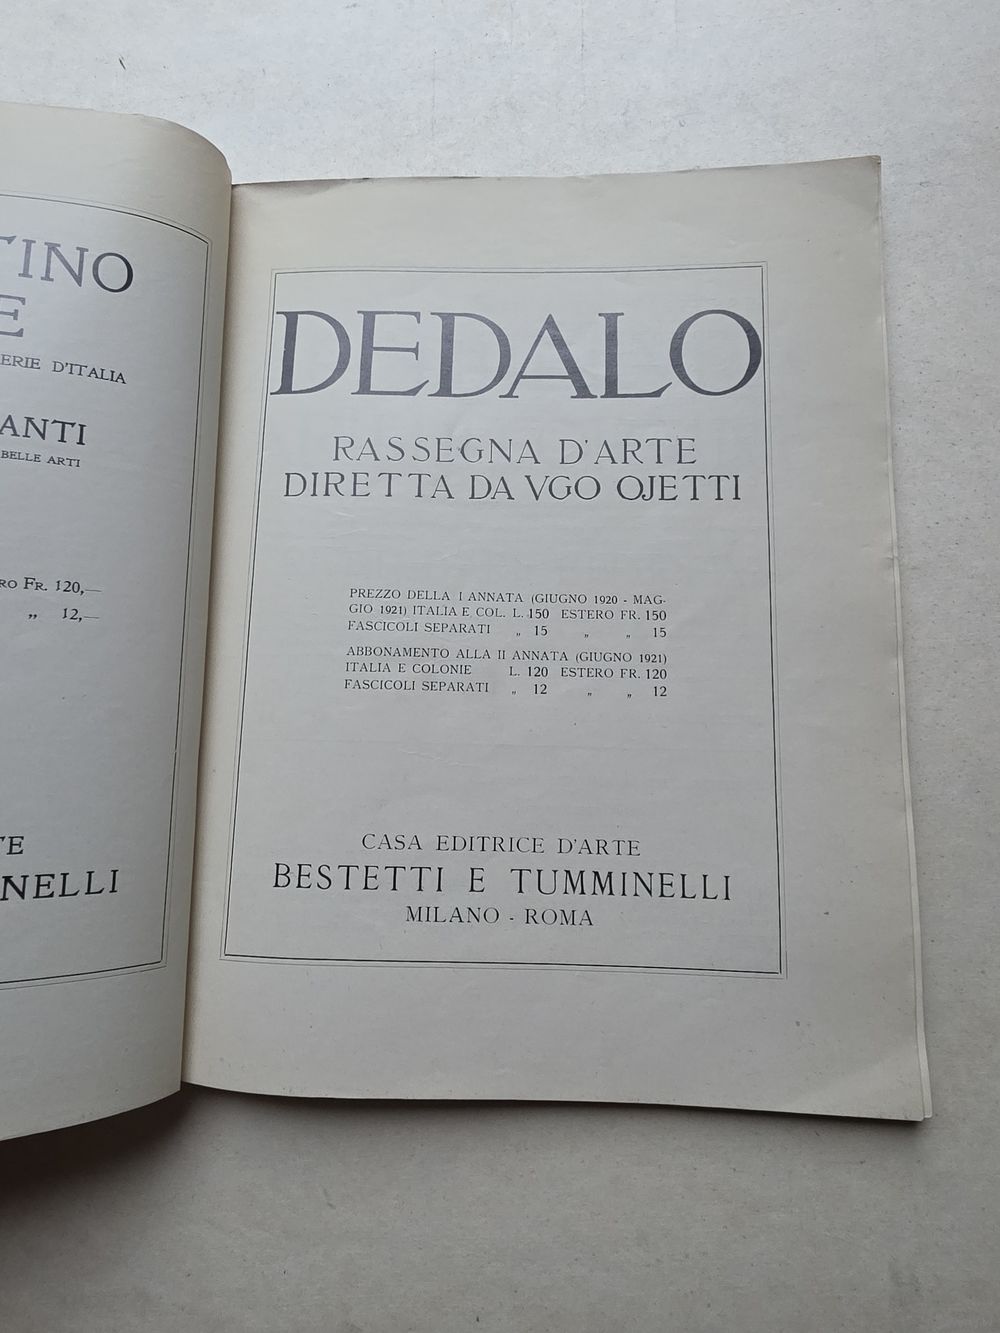 TINO
E
ERIE D'ITALIA
ANTI
BELLE ARTI
RO FR. 120,—
„ 12,—
TE
NELLI
DEDALO
RASSEGNA D'ARTE
DIRETTA DA VGO OJETTI
PREZZO DELLA I ANNATA (GIUGNO 1920 - MAG-
GIO 1921) ITALIA E COL. L. 150 ESTERO FR. 150
FASCICOLI SEPARATI „ 15 „ „ 15
ABBONAMENTO ALLA II ANNATA (GIUGNO 1921)
ITALIA E COLONIE L. 120 ESTERO FR. 120
FASCICOLI SEPARATI „ 12 „ „ 12
CASA EDITRICE D'ARTE
BESTETTI E TUMMINELLI
MILANO - ROMA